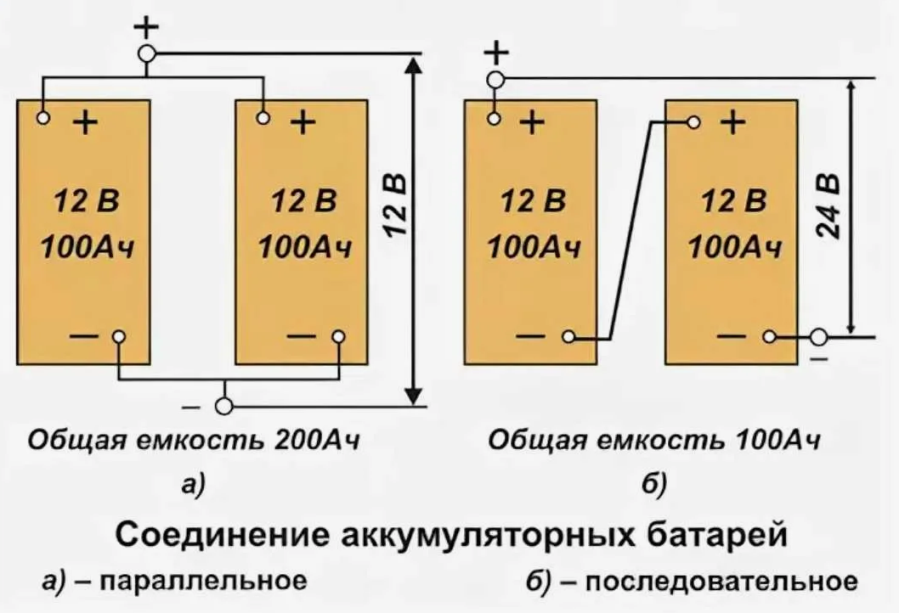 +
+
+
+
+
+
12 В
100Ач
12 В
100Ач
12 В
12 В
100Ач
12 В
100Ач
24 В
–
–
–
–
–
–
Общая емкость 200Ач
Общая емкость 100Ач
а)
б)
Соединение аккумуляторных батарей
а) – параллельное
б) – последовательное